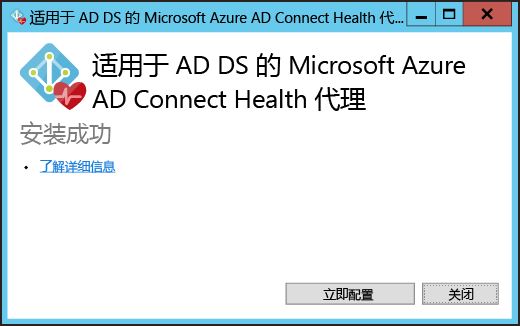 适用于 AD DS 的 Microsoft Azure AD Connect Health 代...
适用于 AD DS 的 Microsoft Azure
AD Connect Health 代理
安装成功
了解详细信息
立即配置
关闭